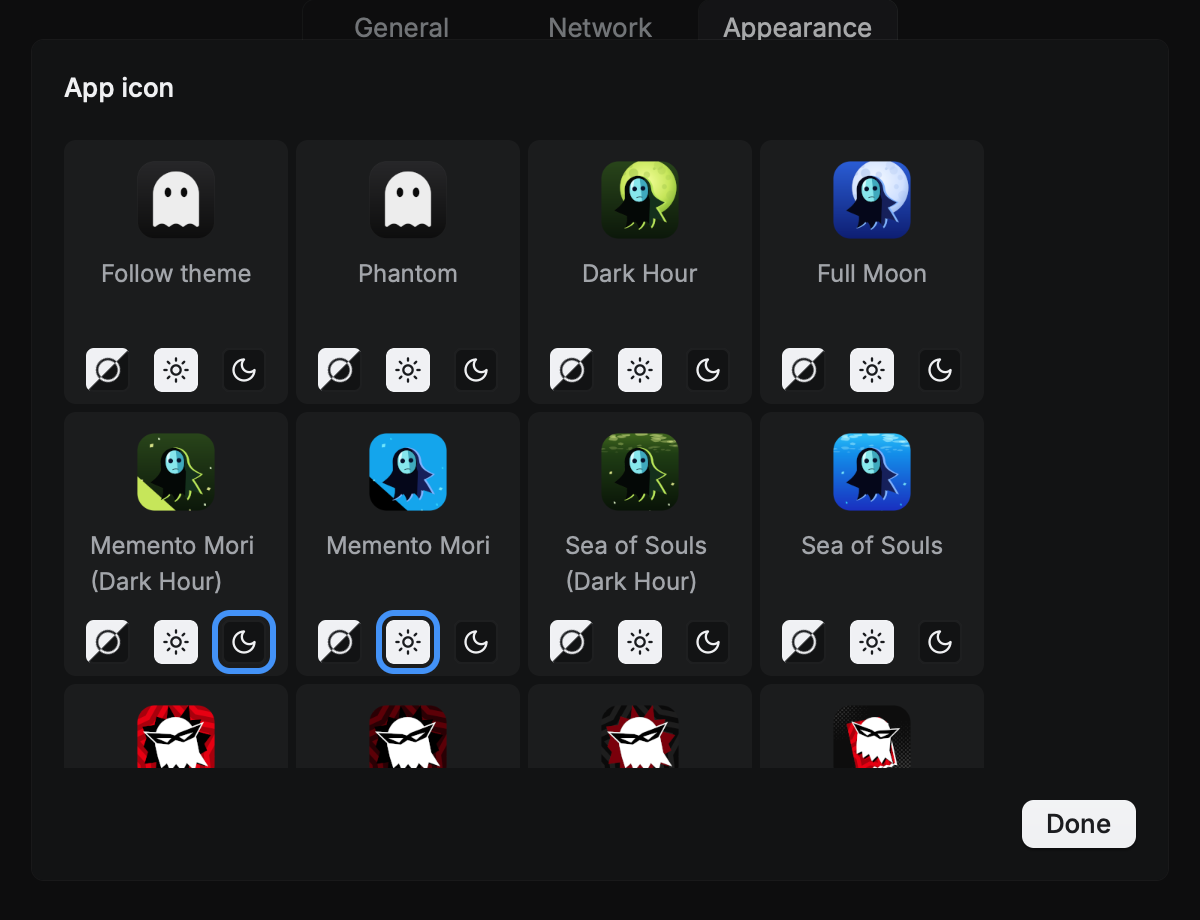 General Network Appearance
App icon
Follow theme Phantom Dark Hour Full Moon
Memento Mori
(Dark Hour)
Memento Mori
Sea of Souls
(Dark Hour)
Sea of Souls
Done